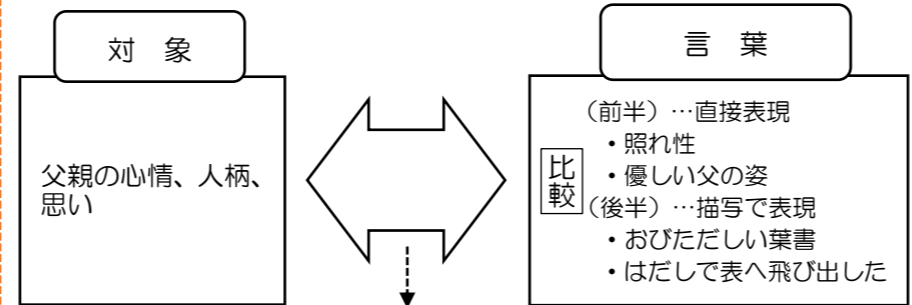 対　象
父親の心情、人柄、
思い
言　葉
比較
（前半）…直接表現
・照れ性
・優しい父の姿
（後半）…描写で表現
・おびただしい葉書
・はだしで表へ飛び出した